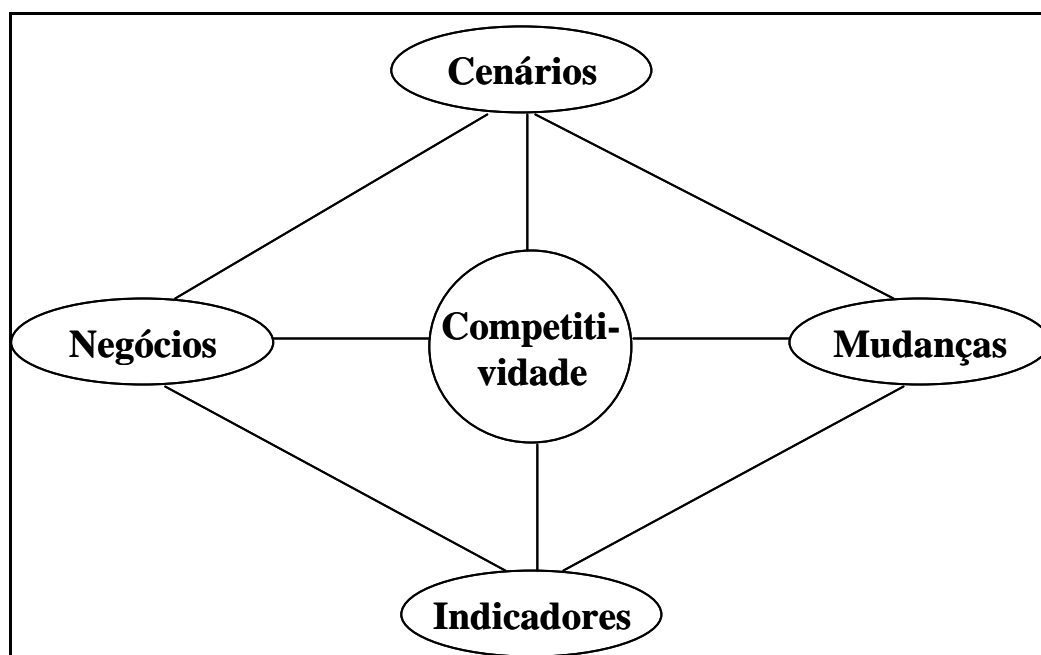 Cenários
Negócios
Competiti-
vidade
Mudanças
Indicadores